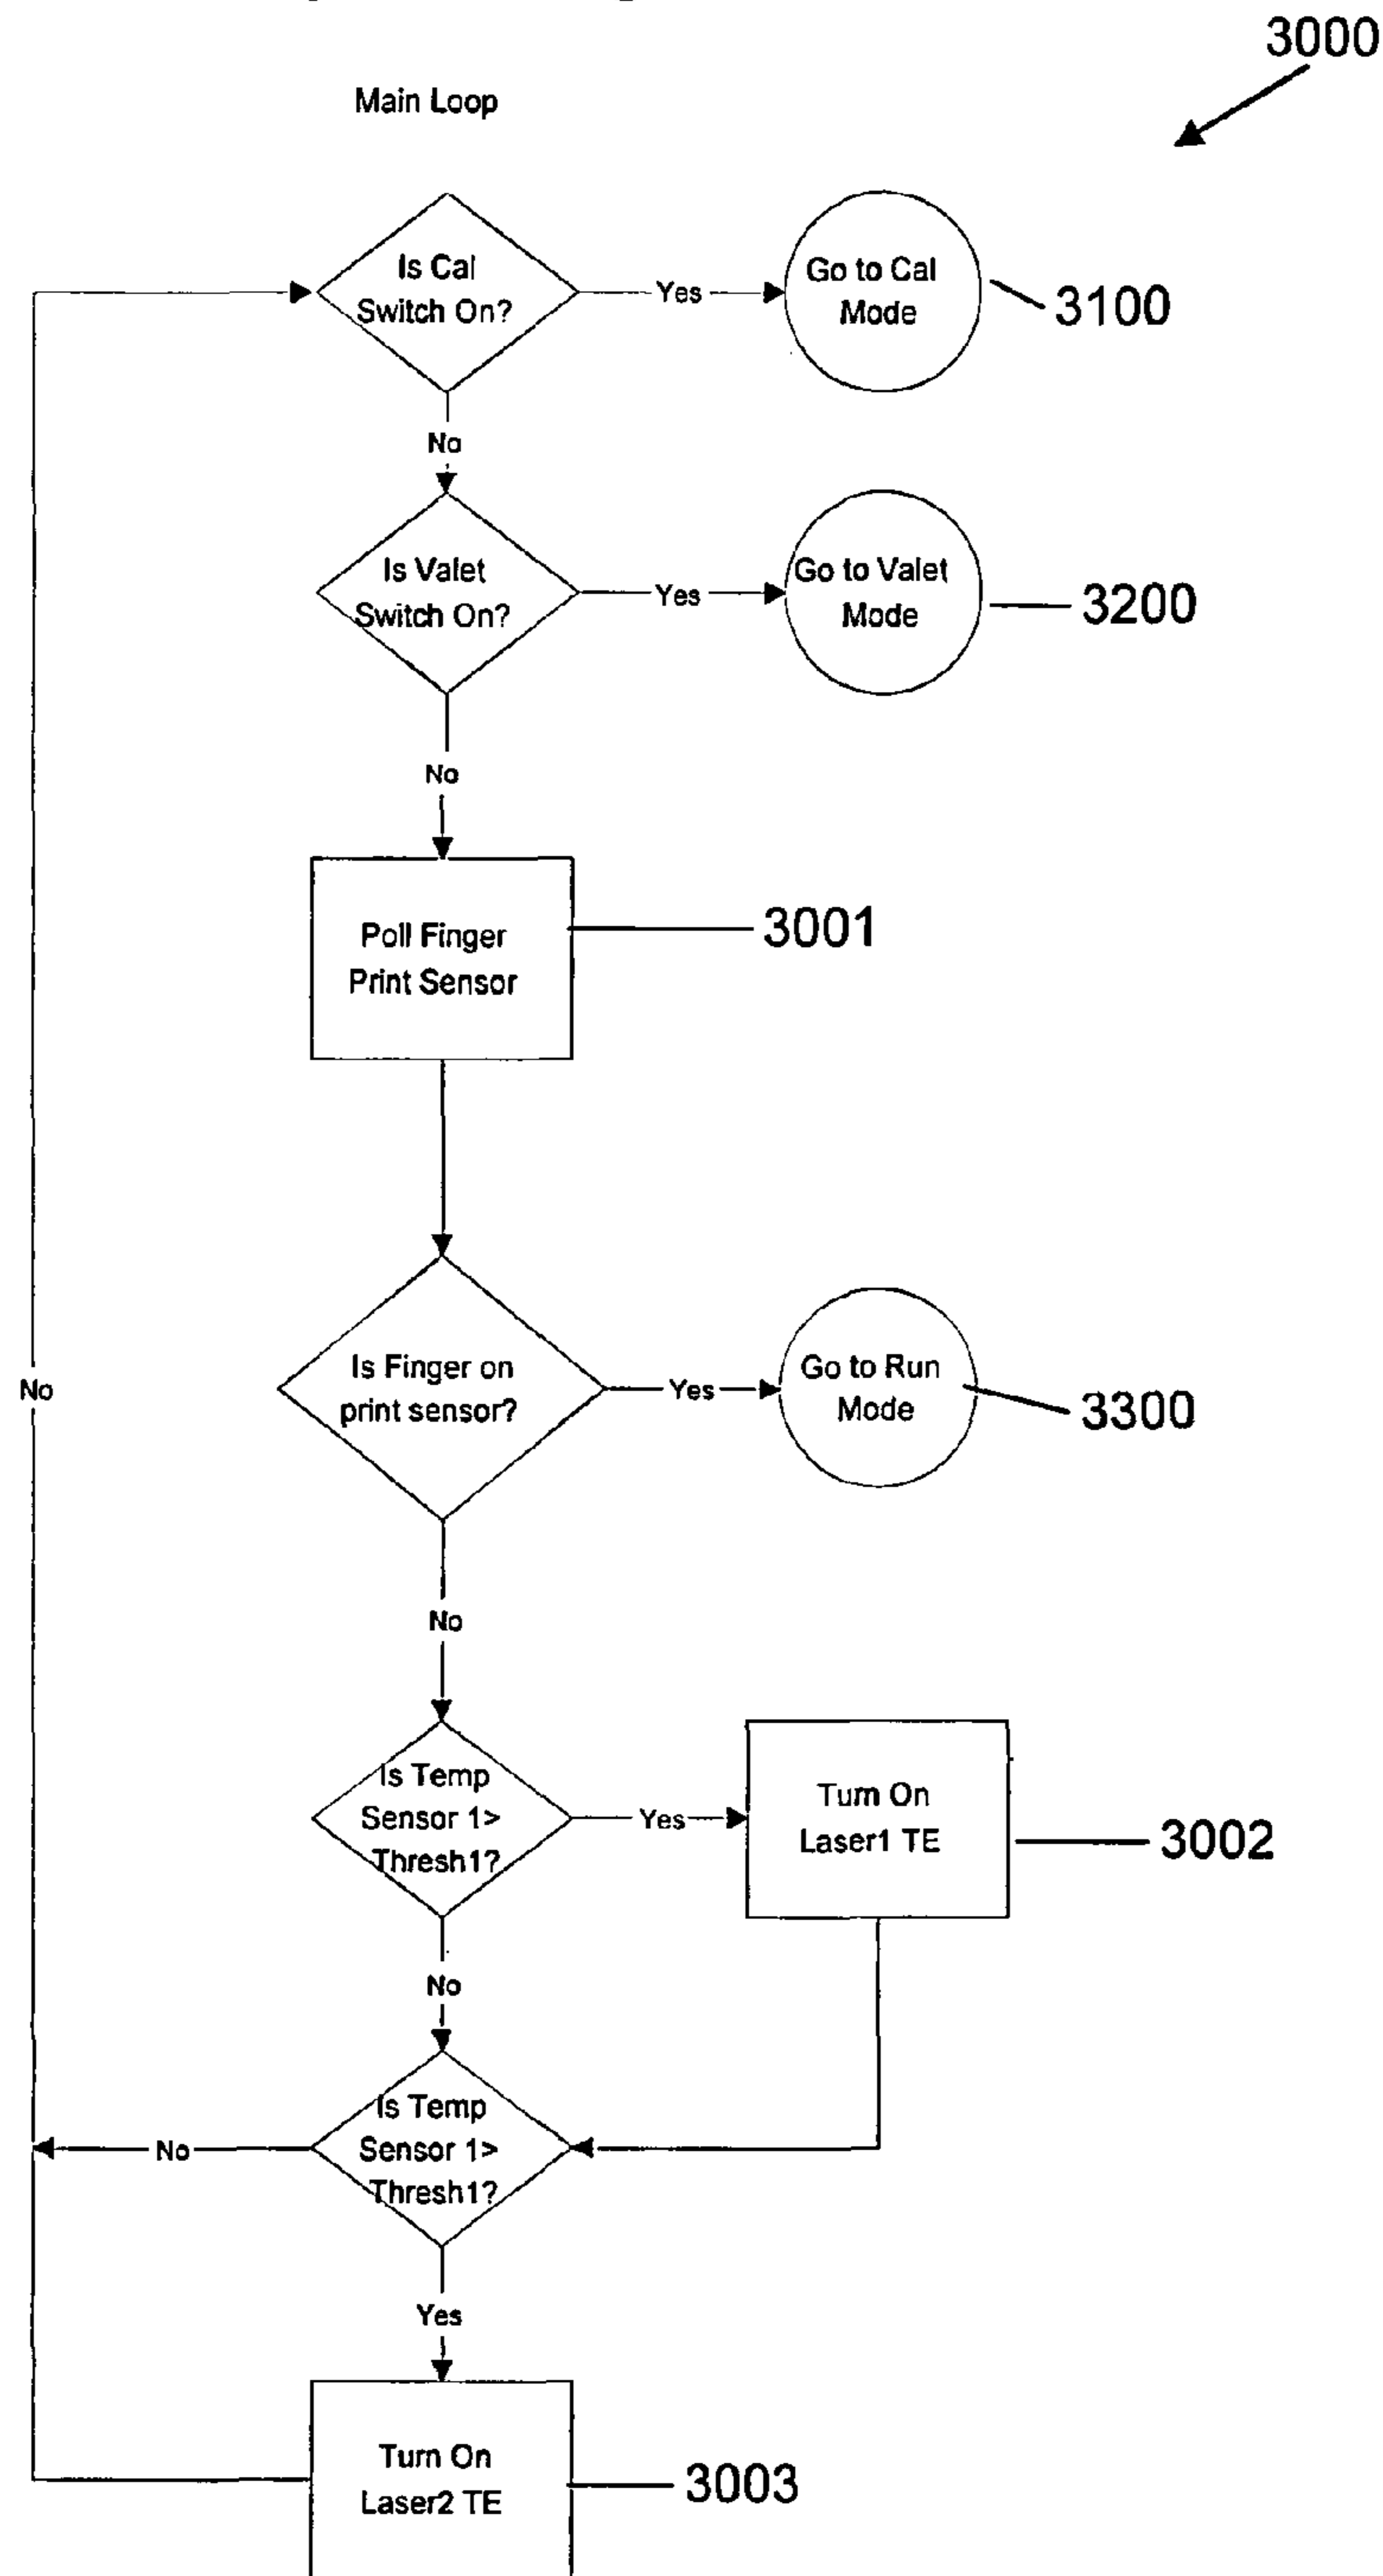 3000
Main Loop
Is Cal
Switch On?
Yes
Go to Cal
Mode
3100
No
Is Valet
Switch On?
Yes
Go to Valet
Mode
3200
No
Poll Finger
Print Sensor
3001
Is Finger on
print sensor?
Yes
Go to Run
Mode
3300
No
No
Is Temp
Sensor 1>
Thresh1?
Yes
Turn On
Laser1 TE
3002
No
Is Temp
Sensor 1>
Thresh1?
No
Yes
Turn On
Laser2 TE
3003